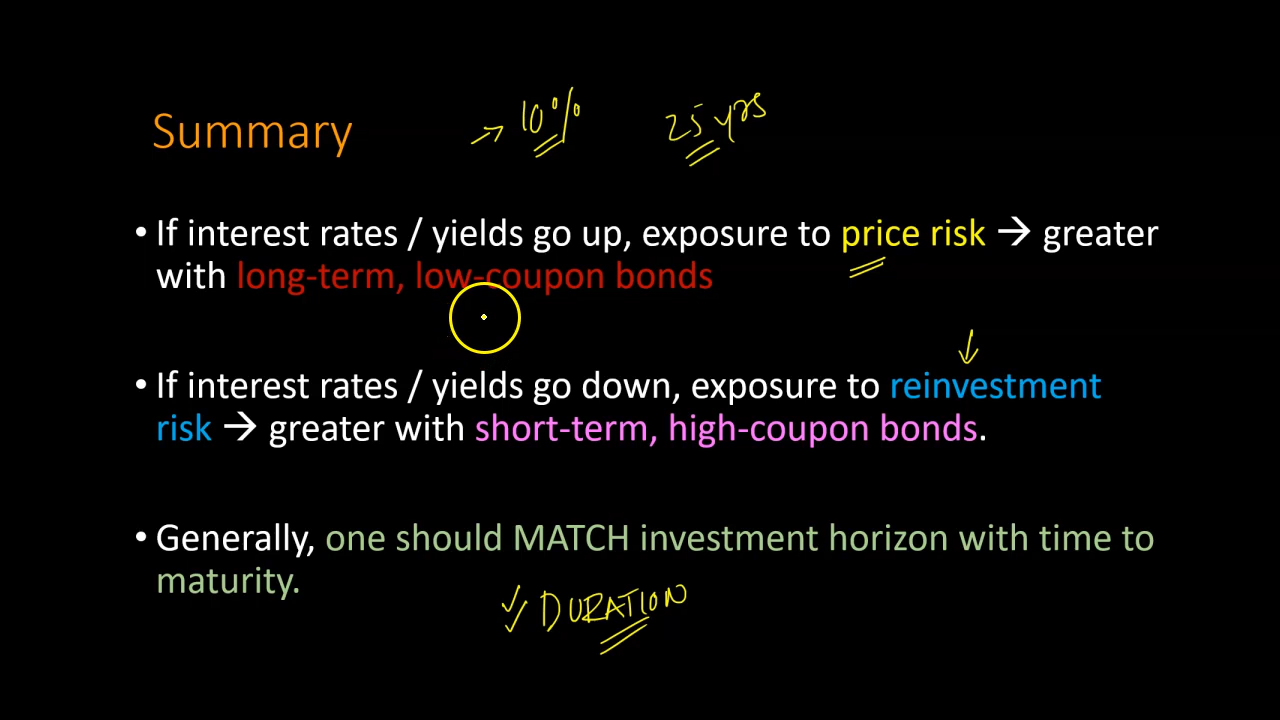 Summary → 10% 25 yrs
• If interest rates / yields go up, exposure to price risk → greater
with long-term, low-coupon bonds
• If interest rates / yields go down, exposure to reinvestment
risk → greater with short-term, high-coupon bonds.
• Generally, one should MATCH investment horizon with time to
maturity.
✓✓ DURATION